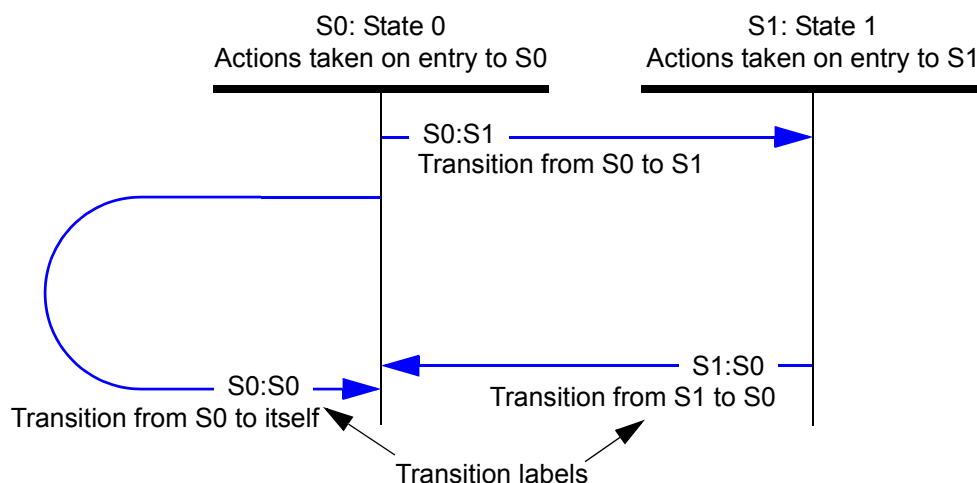 S0: State 0
Actions taken on entry to S0
S1: State 1
Actions taken on entry to S1
S0:S1
Transition from S0 to S1
S1:S0
Transition from S1 to S0
S0:S0
Transition from S0 to itself
Transition labels